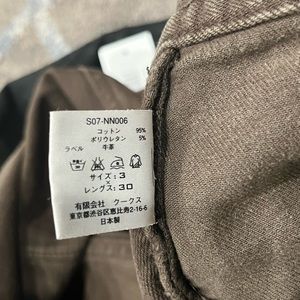 S07-NN006
コットン 95%
ポリウレタン 5%
ラベル 牛革
サイズ:3
×
レングス:30
有限会社 ケークス
東京都渋谷区恵比寿2-16-6
日本製